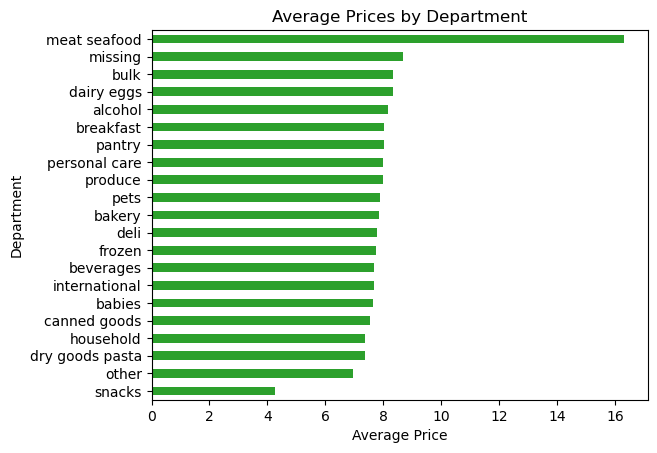 Average Prices by Department
meat seafood
missing
bulk
dairy eggs
alcohol
breakfast
pantry
personal care
produce
pets
bakery
deli
frozen
beverages
international
babies
canned goods
household
dry goods pasta
other
snacks
Department
0 2 4 6 8 10 12 14 16
Average Price